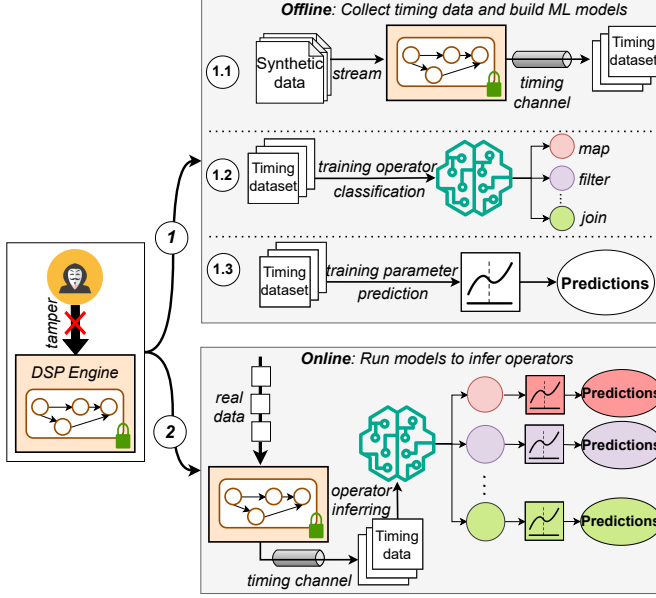 Offline: Collect timing data and build ML models
1.1
Synthetic
data
stream
timing
channel
Timing
dataset
1.2
Timing
dataset
training operator
classification
map
filter
join
1.3
Timing
dataset
training parameter
prediction
Predictions
1
tamper
DSP Engine
2
Online: Run models to infer operators
real
data
operator
inferring
timing channel
Timing
data
Predictions
Predictions
Predictions